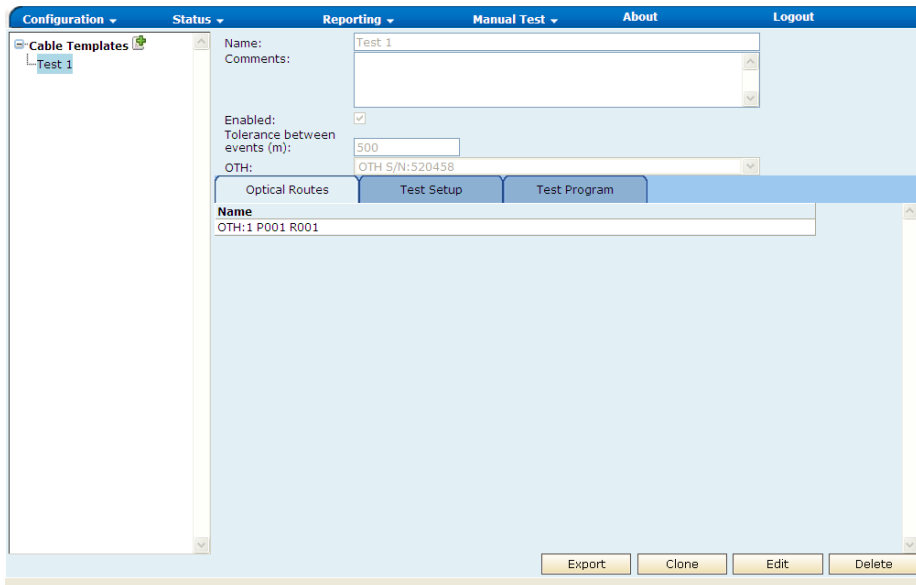 Configuration Status Reporting Manual Test About Logout
Cable Templates
Test 1
Name: Test 1
Comments:
Enabled:
Tolerance between
events (m): 500
OTH: OTH S/N:520458
Optical Routes Test Setup Test Program
Name
OTH:1 P001 R001
Export Clone Edit Delete